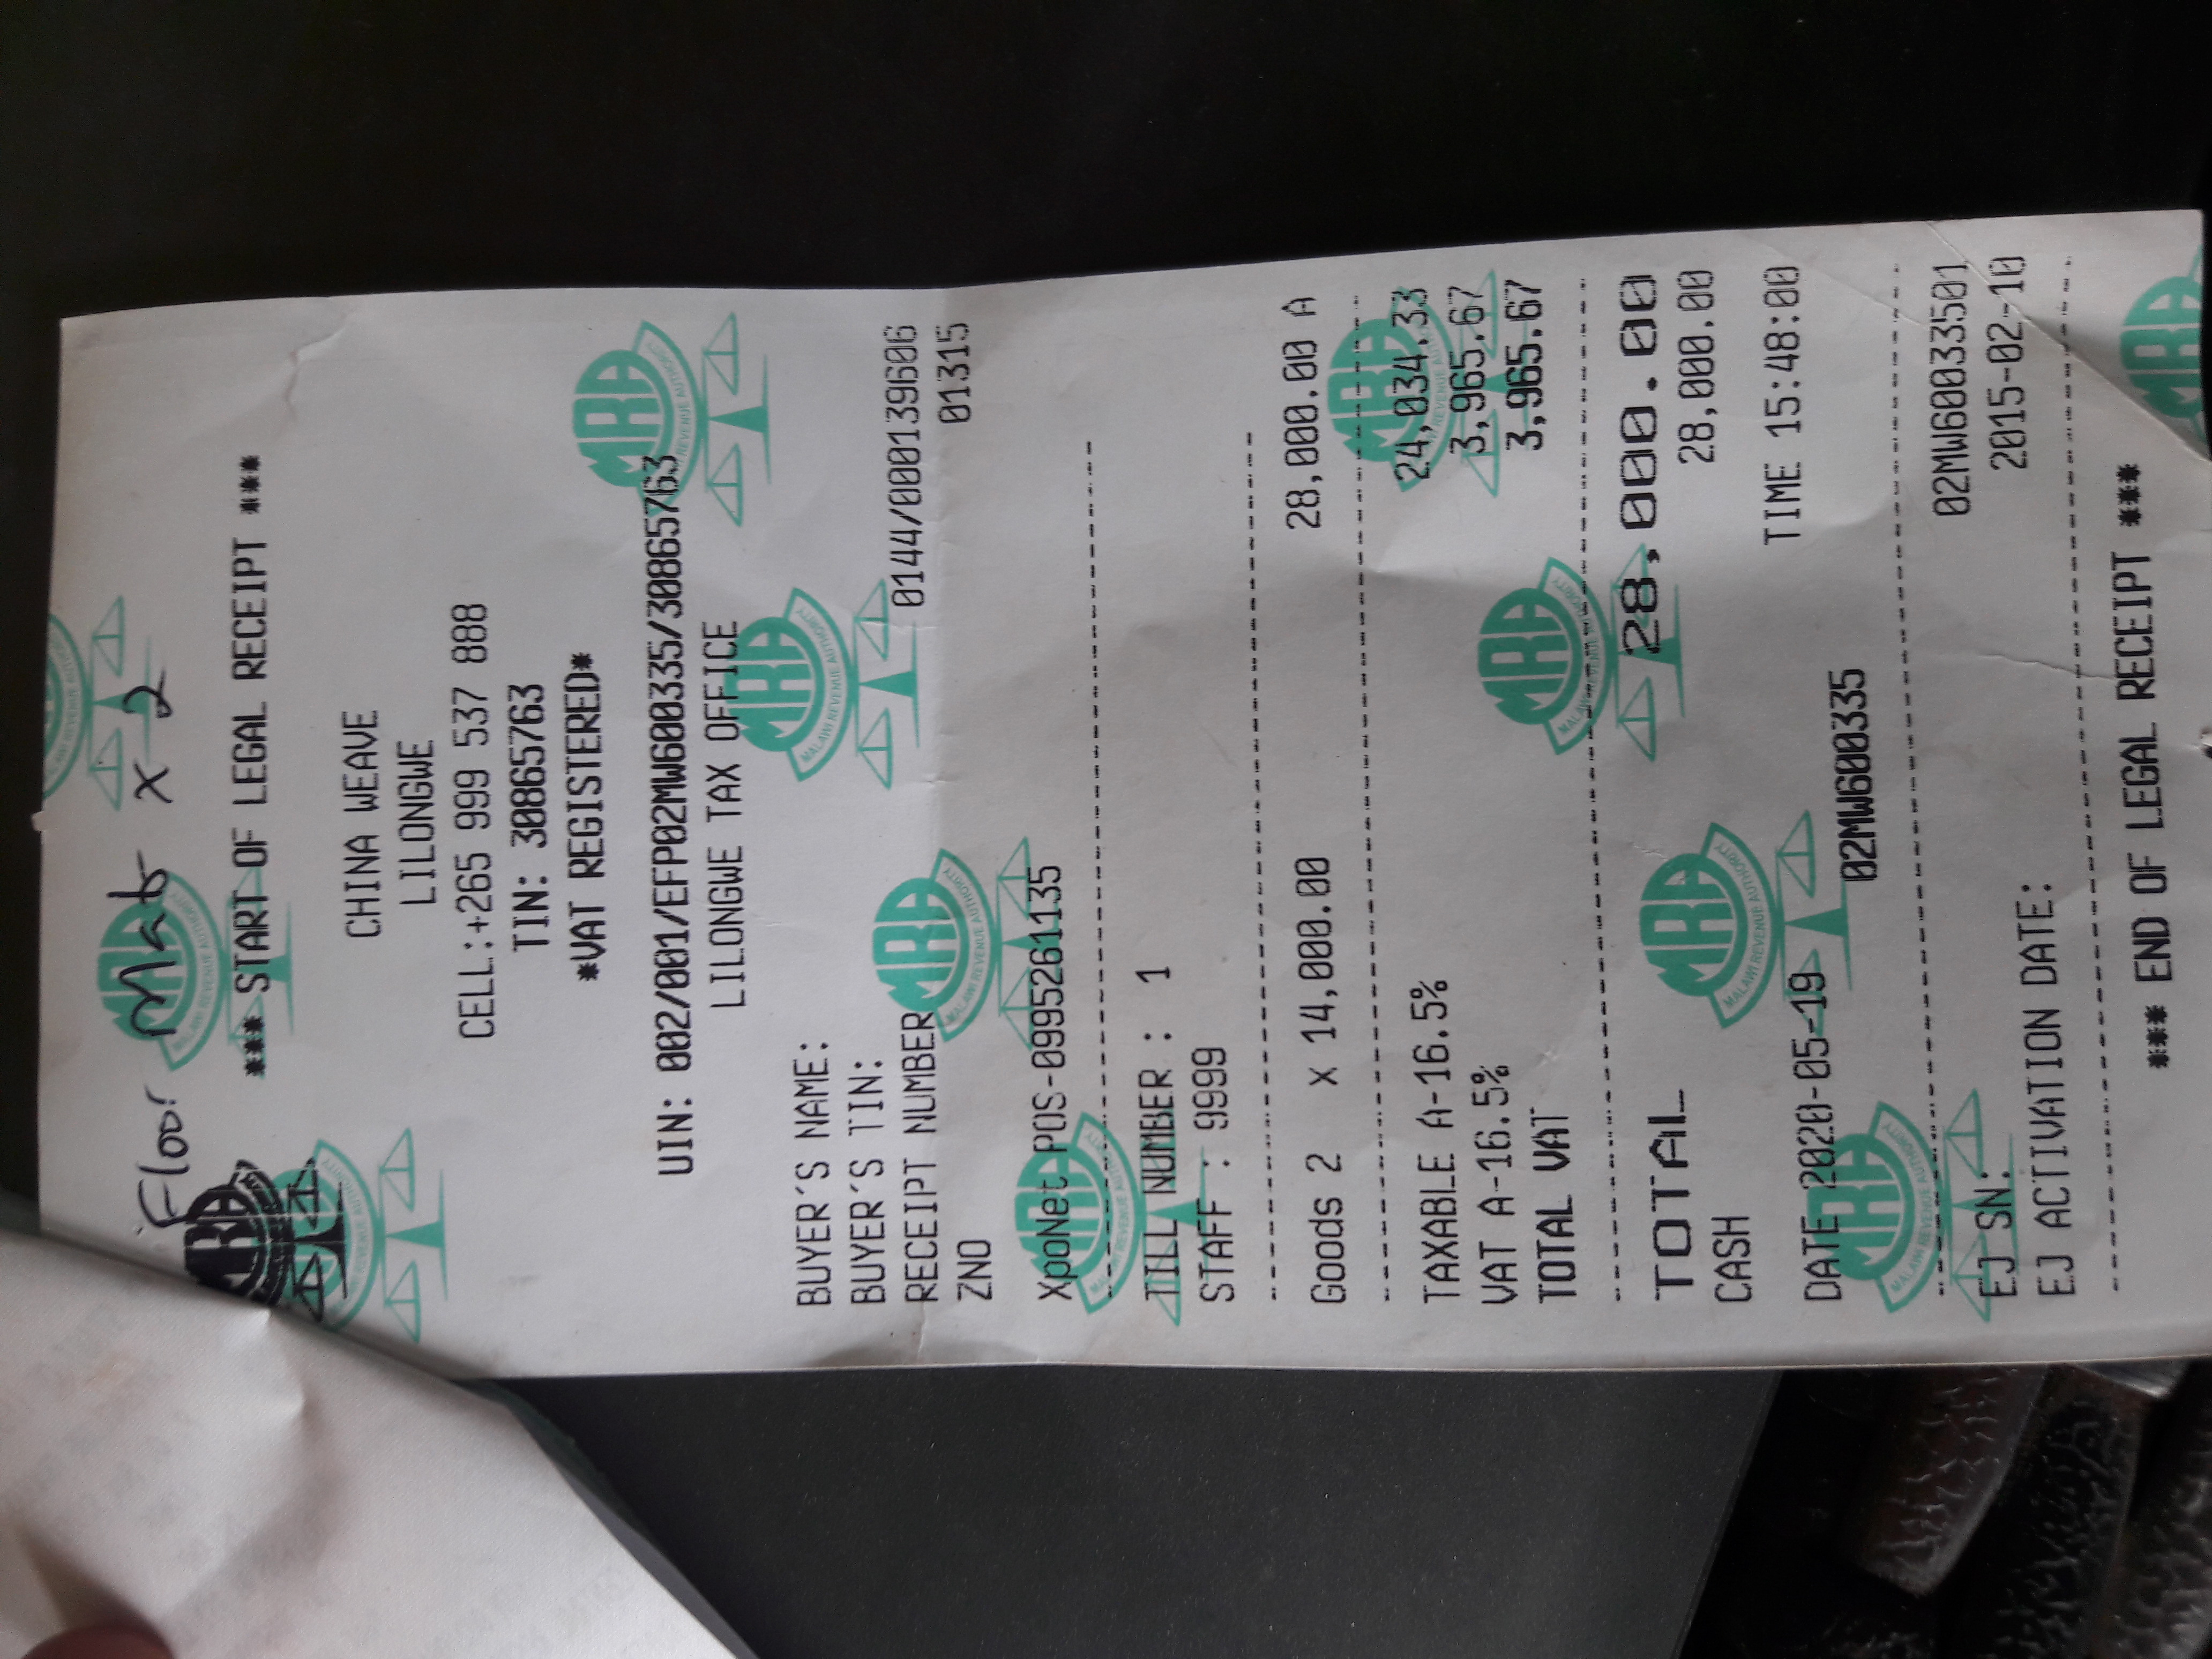 Floor Mats x 2
*** START OF LEGAL RECEIPT ***
CHINA WEAVE
LILONGWE
CELL:+265 999 537 888
TIN: 30865763
*VAT REGISTERED*
UIN: 002/001/EFP02MW600335/30865763
LILONGWE TAX OFFICE
BUYER'S NAME:
BUYER'S TIN:
RECEIPT NUMBER 0144/000139606
ZNO 01315
XpoNet POS-0995261135
TILL NUMBER : 1
STAFF : 9999
Goods 2 x 14,000.00 28,000.00 A
TAXABLE A-16.5% 24,034.33
VAT A-16.5% 3,965.67
TOTAL VAT 3,965.67
TOTAL 28,000.00
CASH 28,000.00
DATE 2020-05-19 TIME 15:48:00
02MW600335
EJ SN: 02MW60033501
EJ ACTIVATION DATE: 2015-02-10
*** END OF LEGAL RECEIPT ***
MRA
MALAWI REVENUE AUTHORITY